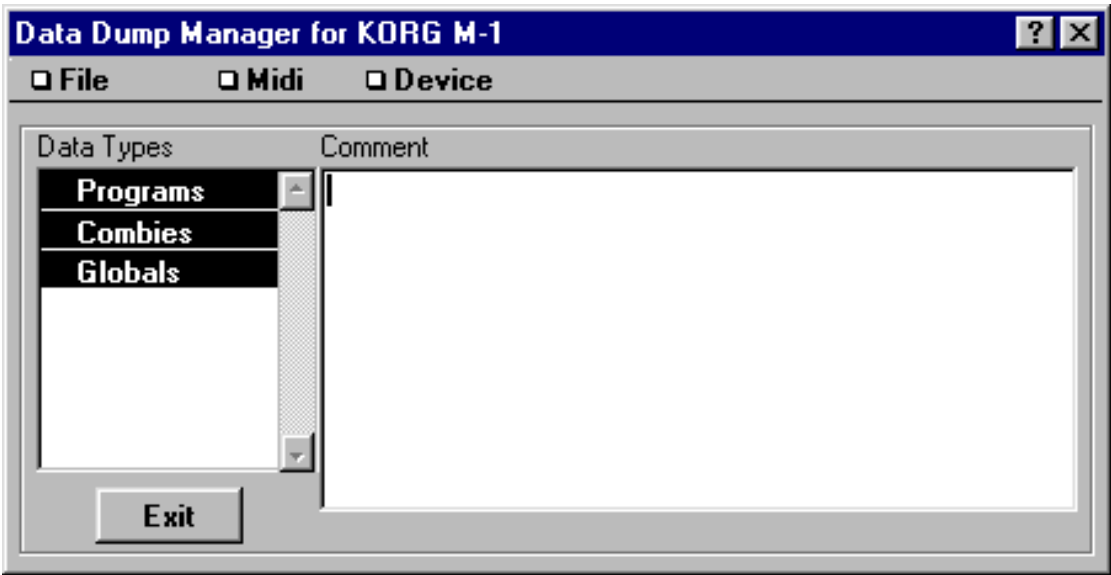 Data Dump Manager for KORG M-1 ? X
File Midi Device
Data Types Comment
Programs
Combies
Globals
Exit